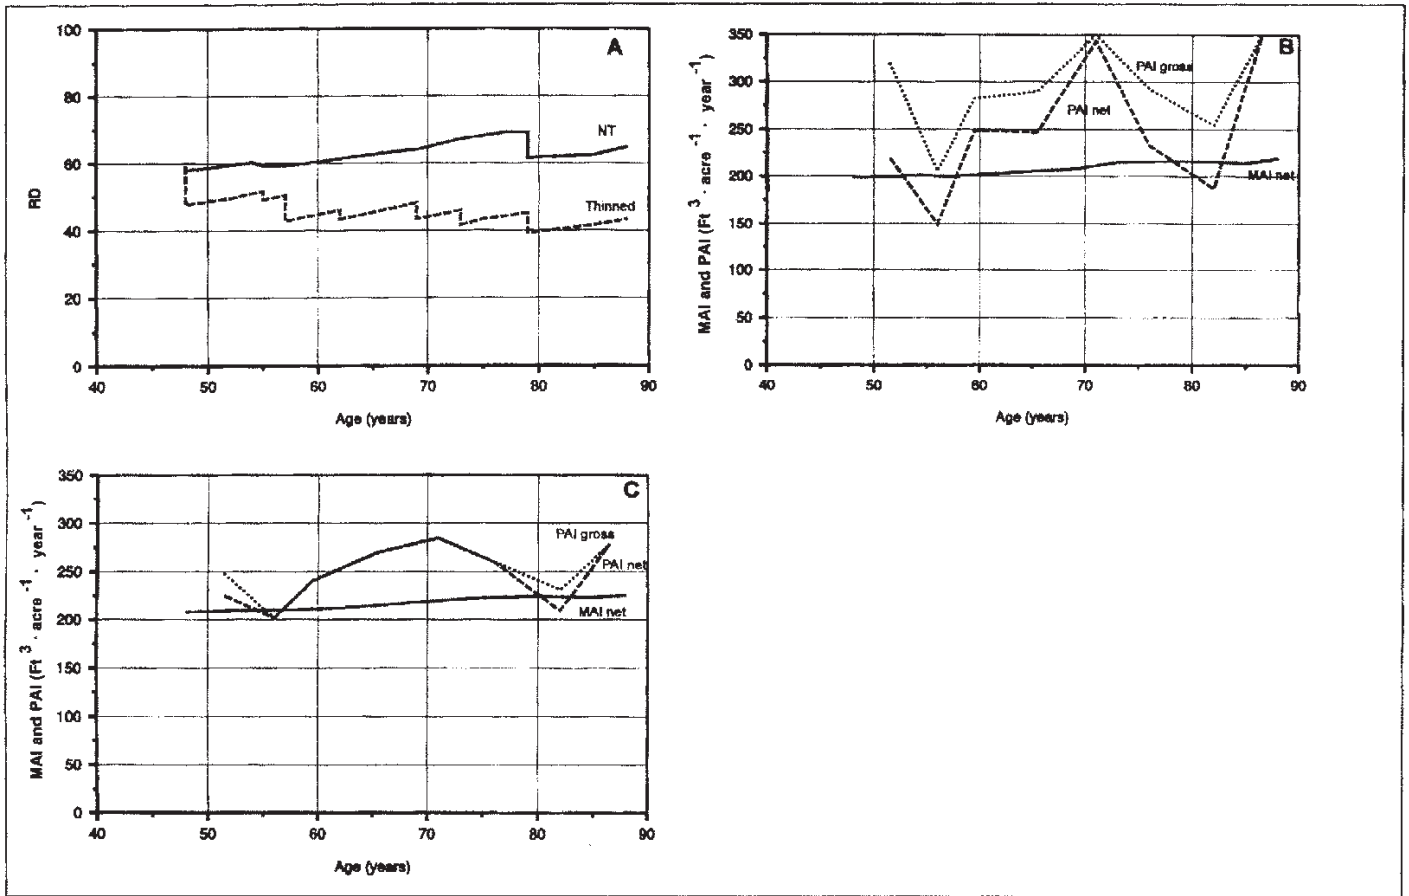 A
100
80
60
40
20
0
RD
NT
Thinned
40 50 60 70 80 90
Age (years)
B
350
300
250
200
150
100
50
0
MAI and PAI (Ft 3 · acre -1 · year -1)
PAI gross
PAI net
MAI net
40 50 60 70 80 90
Age (years)
C
350
300
250
200
150
100
50
0
MAI and PAI (Ft 3 · acre -1 · year -1)
PAI gross
PAI net
MAI net
40 50 60 70 80 90
Age (years)